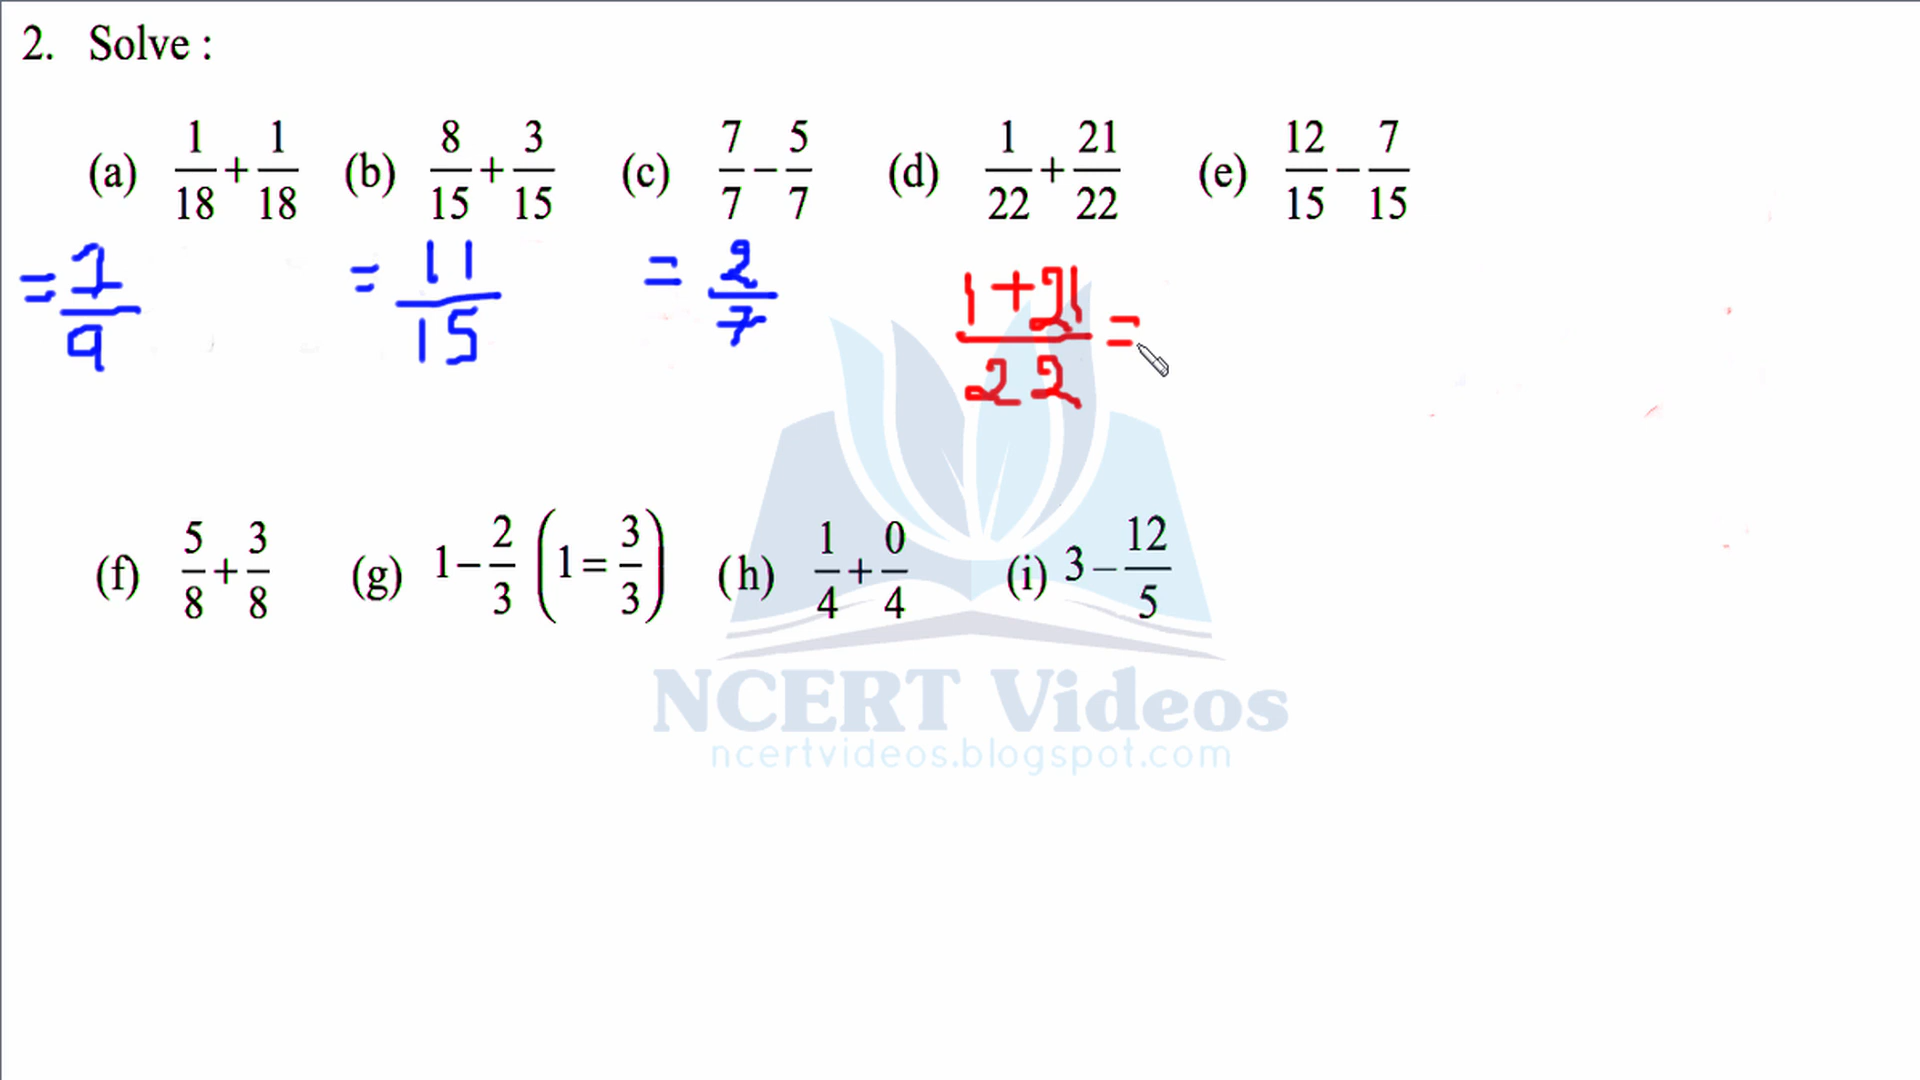 2. Solve :
(a) 1/18 + 1/18 (b) 8/15 + 3/15 (c) 7/7 − 5/7 (d) 1/22 + 21/22 (e) 12/15 − 7/15
= 1/9 = 11/15 = 2/7 1+21/22 =
(f) 5/8 + 3/8 (g) 1 − 2/3 (1 = 3/3) (h) 1/4 + 0/4 (i) 3 − 12/5
NCERT Videos
ncertvideos.blogspot.com